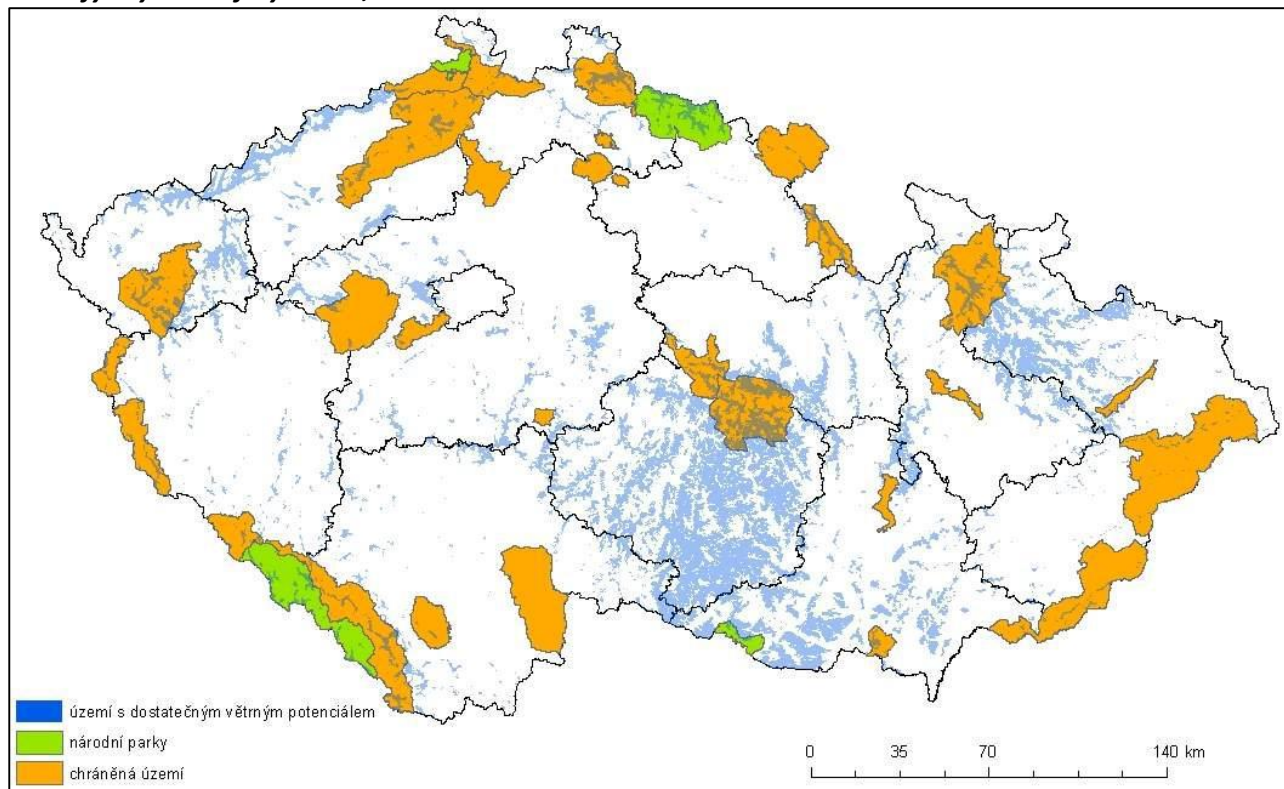 území s dostatečným větrným potenciálem
národní parky
chráněná území
0 35 70 140 km